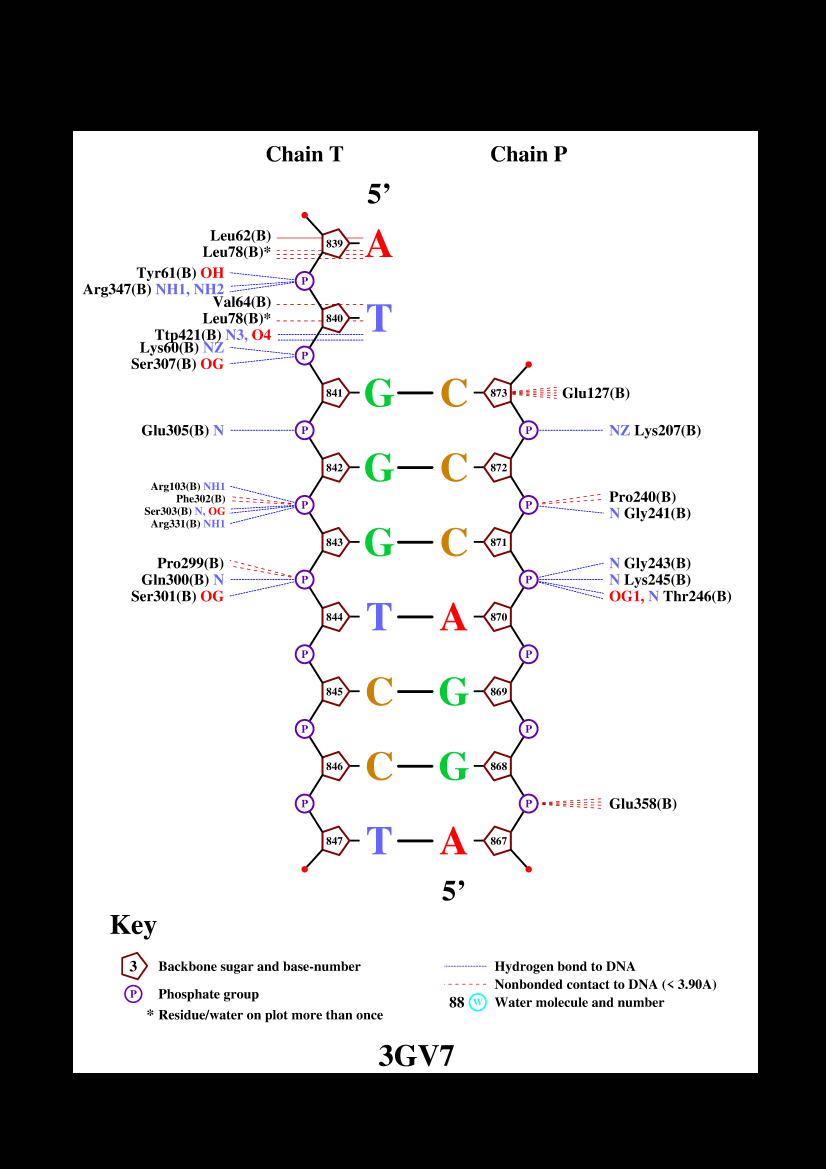 Chain T Chain P
5’
Leu62(B)
839 A
Leu78(B)*
Tyr61(B) OH
P
Arg347(B) NH1, NH2
Val64(B)
840 T
Leu78(B)*
Ttp421(B) N3, O4
Lys60(B) NZ
P
Ser307(B) OG
841 G C 873 Glu127(B)
Glu305(B) N P P NZ Lys207(B)
842 G C 872
Arg103(B) NH1
Phe302(B) Pro240(B)
P P
Ser303(B) N, OG N Gly241(B)
Arg331(B) NH1
843 G C 871
Pro299(B) N Gly243(B)
Gln300(B) N P P N Lys245(B)
Ser301(B) OG OG1, N Thr246(B)
844 T A 870
P P
845 C G 869
P P
846 C G 868
P P Glu358(B)
847 T A 867
5’
Key
3 Backbone sugar and base-number Hydrogen bond to DNA
Nonbonded contact to DNA (< 3.90A)
P Phosphate group
88 W Water molecule and number
* Residue/water on plot more than once
3GV7